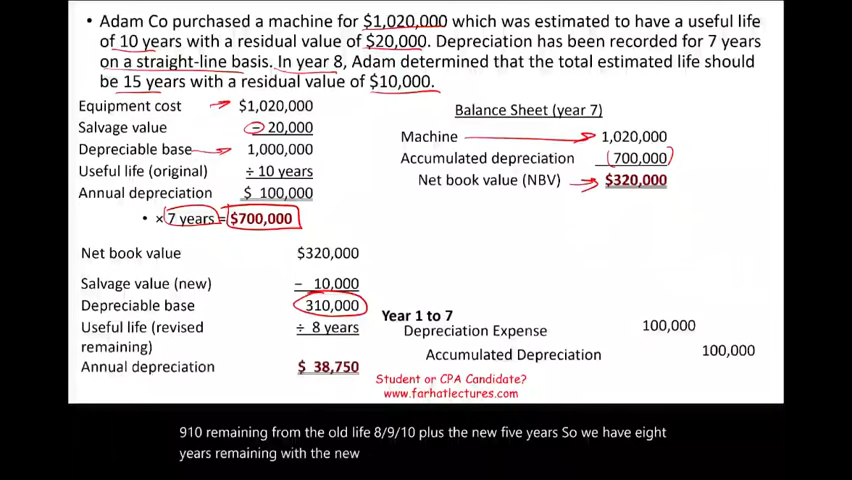 • Adam Co purchased a machine for $1,020,000 which was estimated to have a useful life
of 10 years with a residual value of $20,000. Depreciation has been recorded for 7 years
on a straight-line basis. In year 8, Adam determined that the total estimated life should
be 15 years with a residual value of $10,000.
Equipment cost $1,020,000
Salvage value – 20,000
Depreciable base 1,000,000
Useful life (original) ÷ 10 years
Annual depreciation $ 100,000
• × 7 years = $700,000
Balance Sheet (year 7)
Machine 1,020,000
Accumulated depreciation (700,000)
Net book value (NBV) $320,000
Net book value $320,000
Salvage value (new) – 10,000
Depreciable base 310,000
Useful life (revised ÷ 8 years
remaining)
Annual depreciation $ 38,750
Year 1 to 7
Depreciation Expense 100,000
Accumulated Depreciation 100,000
Student or CPA Candidate?
www.farhatlectures.com
910 remaining from the old life 8/9/10 plus the new five years So we have eight
years remaining with the new